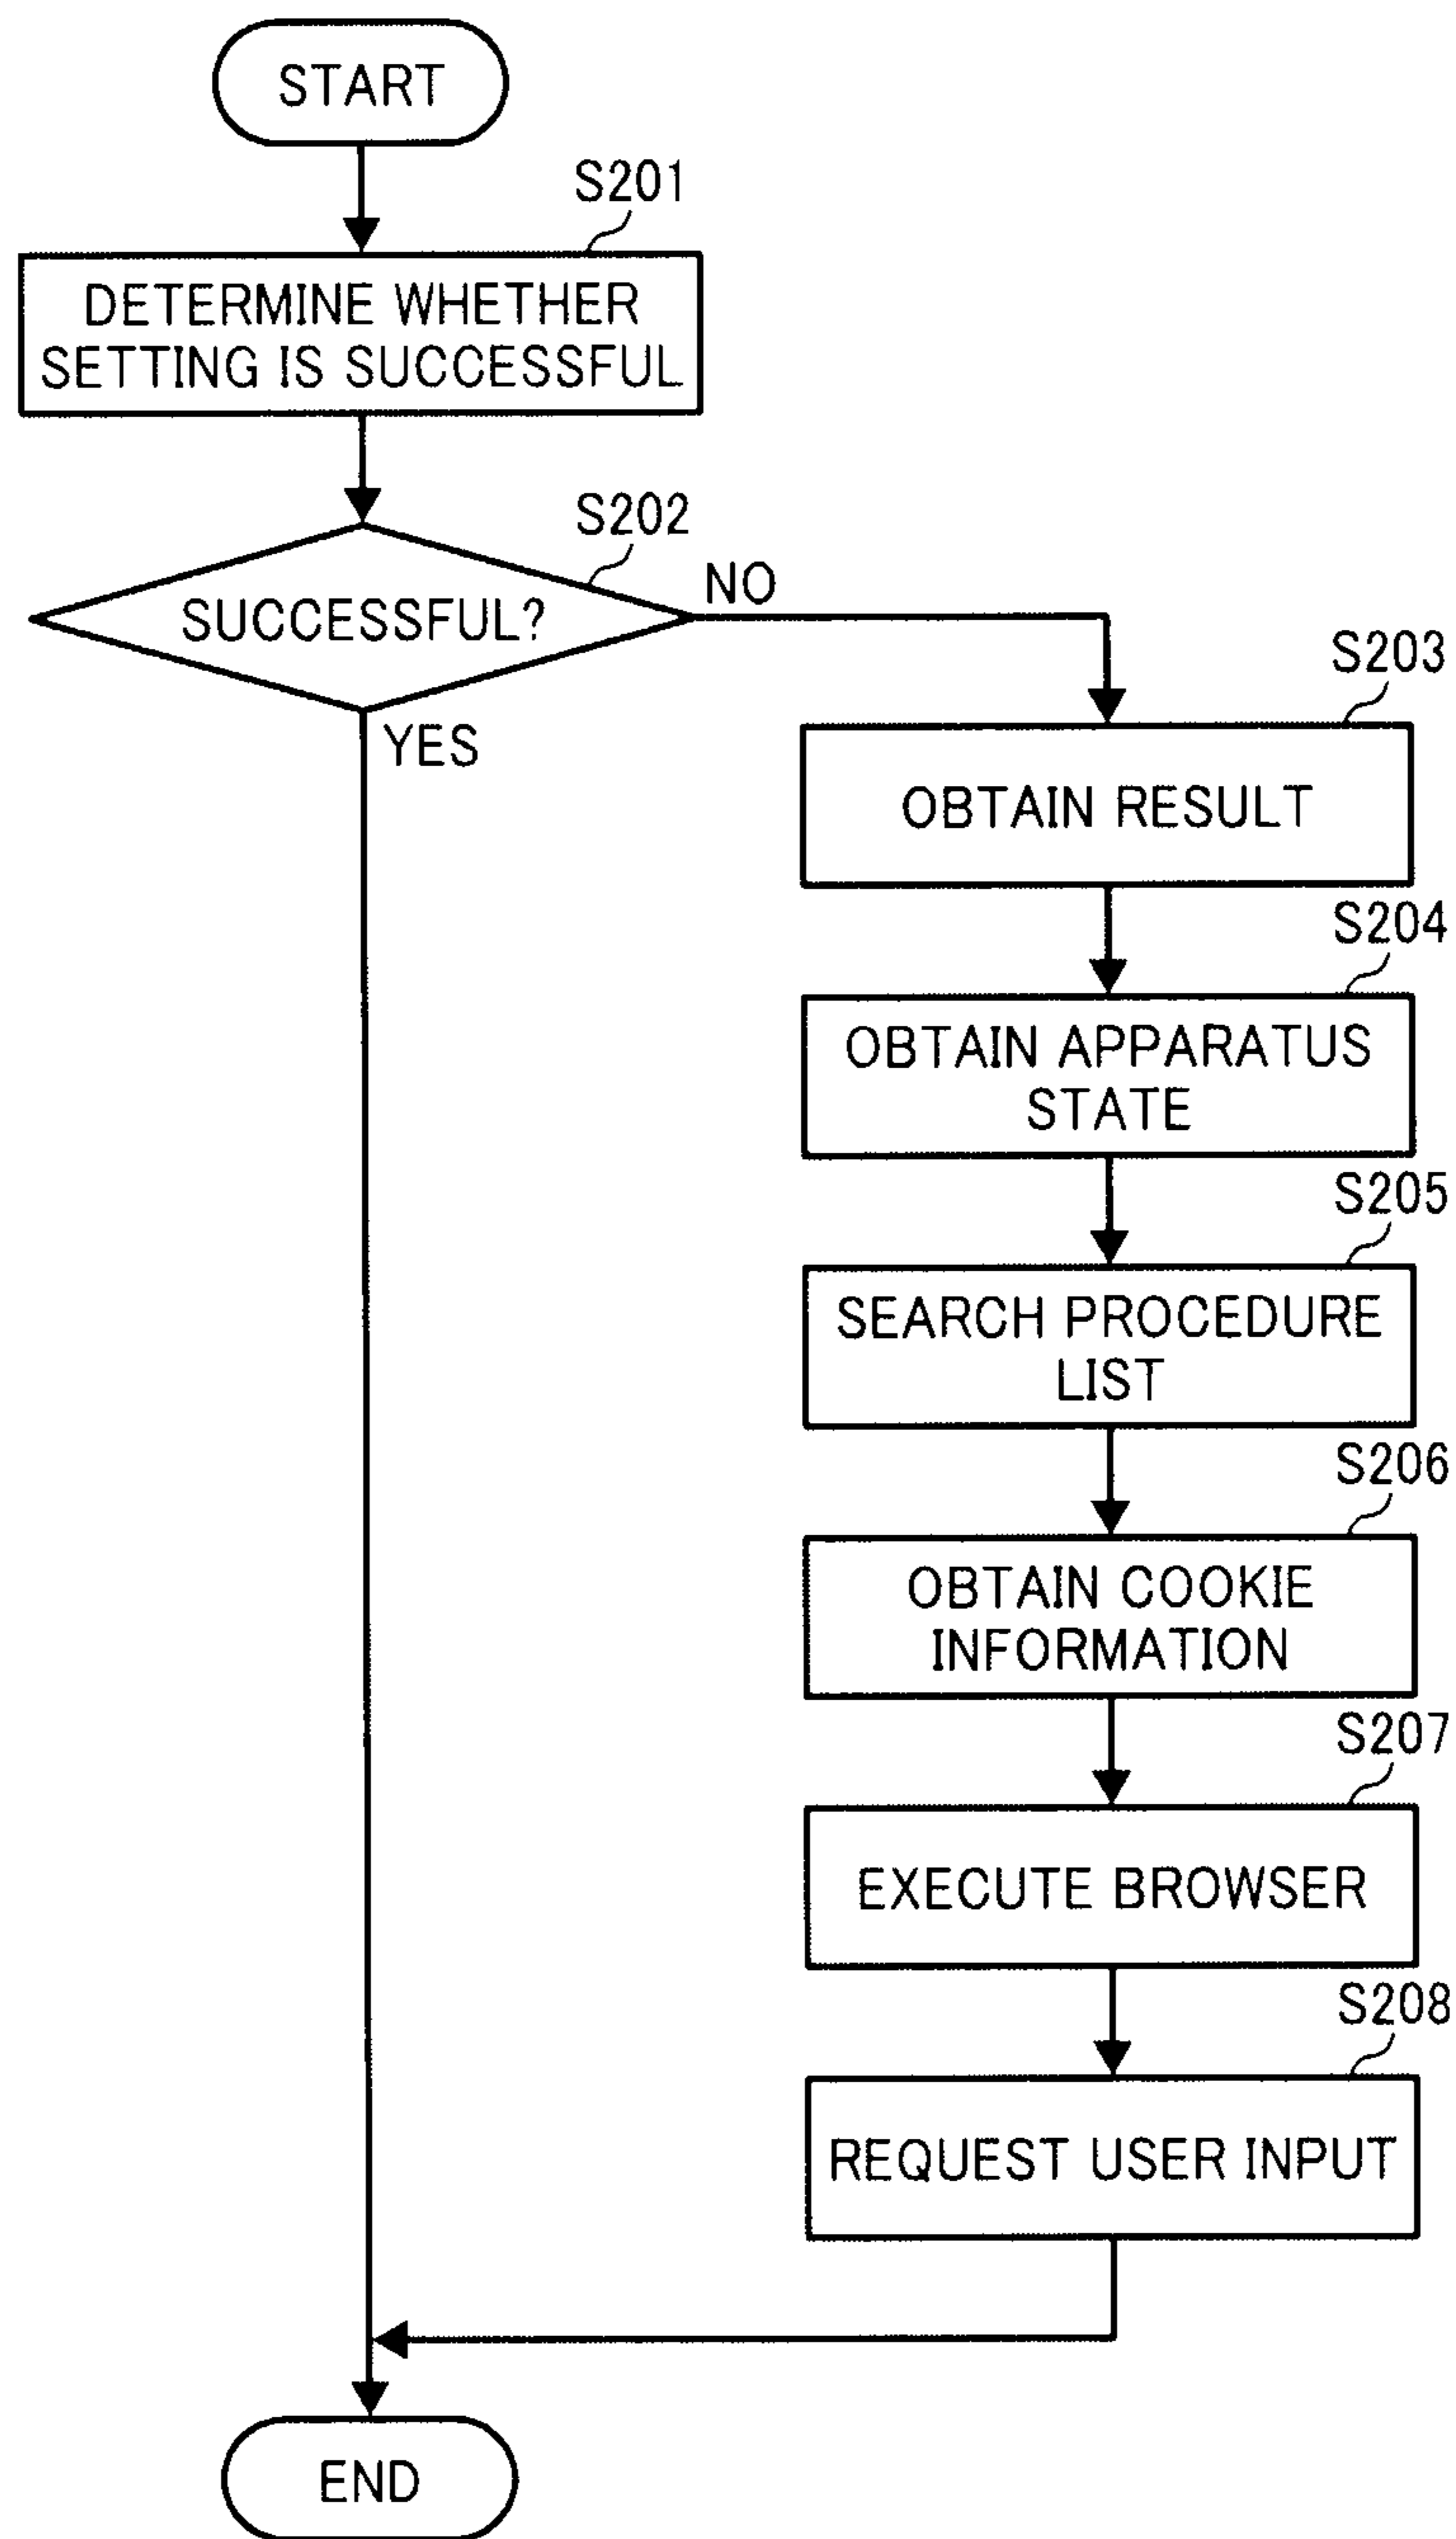 START
S201
DETERMINE WHETHER
SETTING IS SUCCESSFUL
S202
SUCCESSFUL?
NO
YES
S203
OBTAIN RESULT
S204
OBTAIN APPARATUS
STATE
S205
SEARCH PROCEDURE
LIST
S206
OBTAIN COOKIE
INFORMATION
S207
EXECUTE BROWSER
S208
REQUEST USER INPUT
END